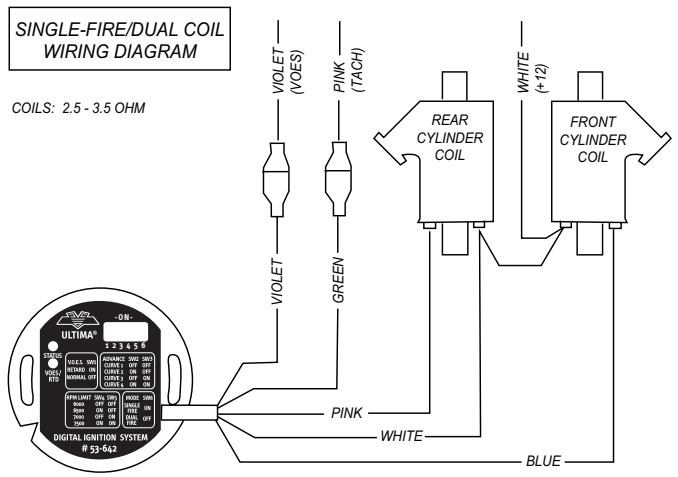 SINGLE-FIRE/DUAL COIL
WIRING DIAGRAM
COILS: 2.5 - 3.5 OHM
VIOLET
(VOES)
PINK
(TACH)
WHITE
(+12)
REAR
CYLINDER
COIL
FRONT
CYLINDER
COIL
VIOLET
GREEN
PINK
WHITE
BLUE
-ON-
ULTIMA®
1 2 3 4 5 6
STATUS
VOES/
RTD
V.O.E.S. SW1
RETARD ON
NORMAL OFF
ADVANCE SW2 SW3
CURVE 1 OFF OFF
CURVE 2 ON OFF
CURVE 3 OFF ON
CURVE 4 ON ON
RPM LIMIT SW4 SW5
6000 OFF OFF
6500 ON OFF
7000 OFF ON
7500 ON ON
MODE SW6
SINGLE
FIRE ON
DUAL
FIRE OFF
DIGITAL IGNITION SYSTEM
# 53-642